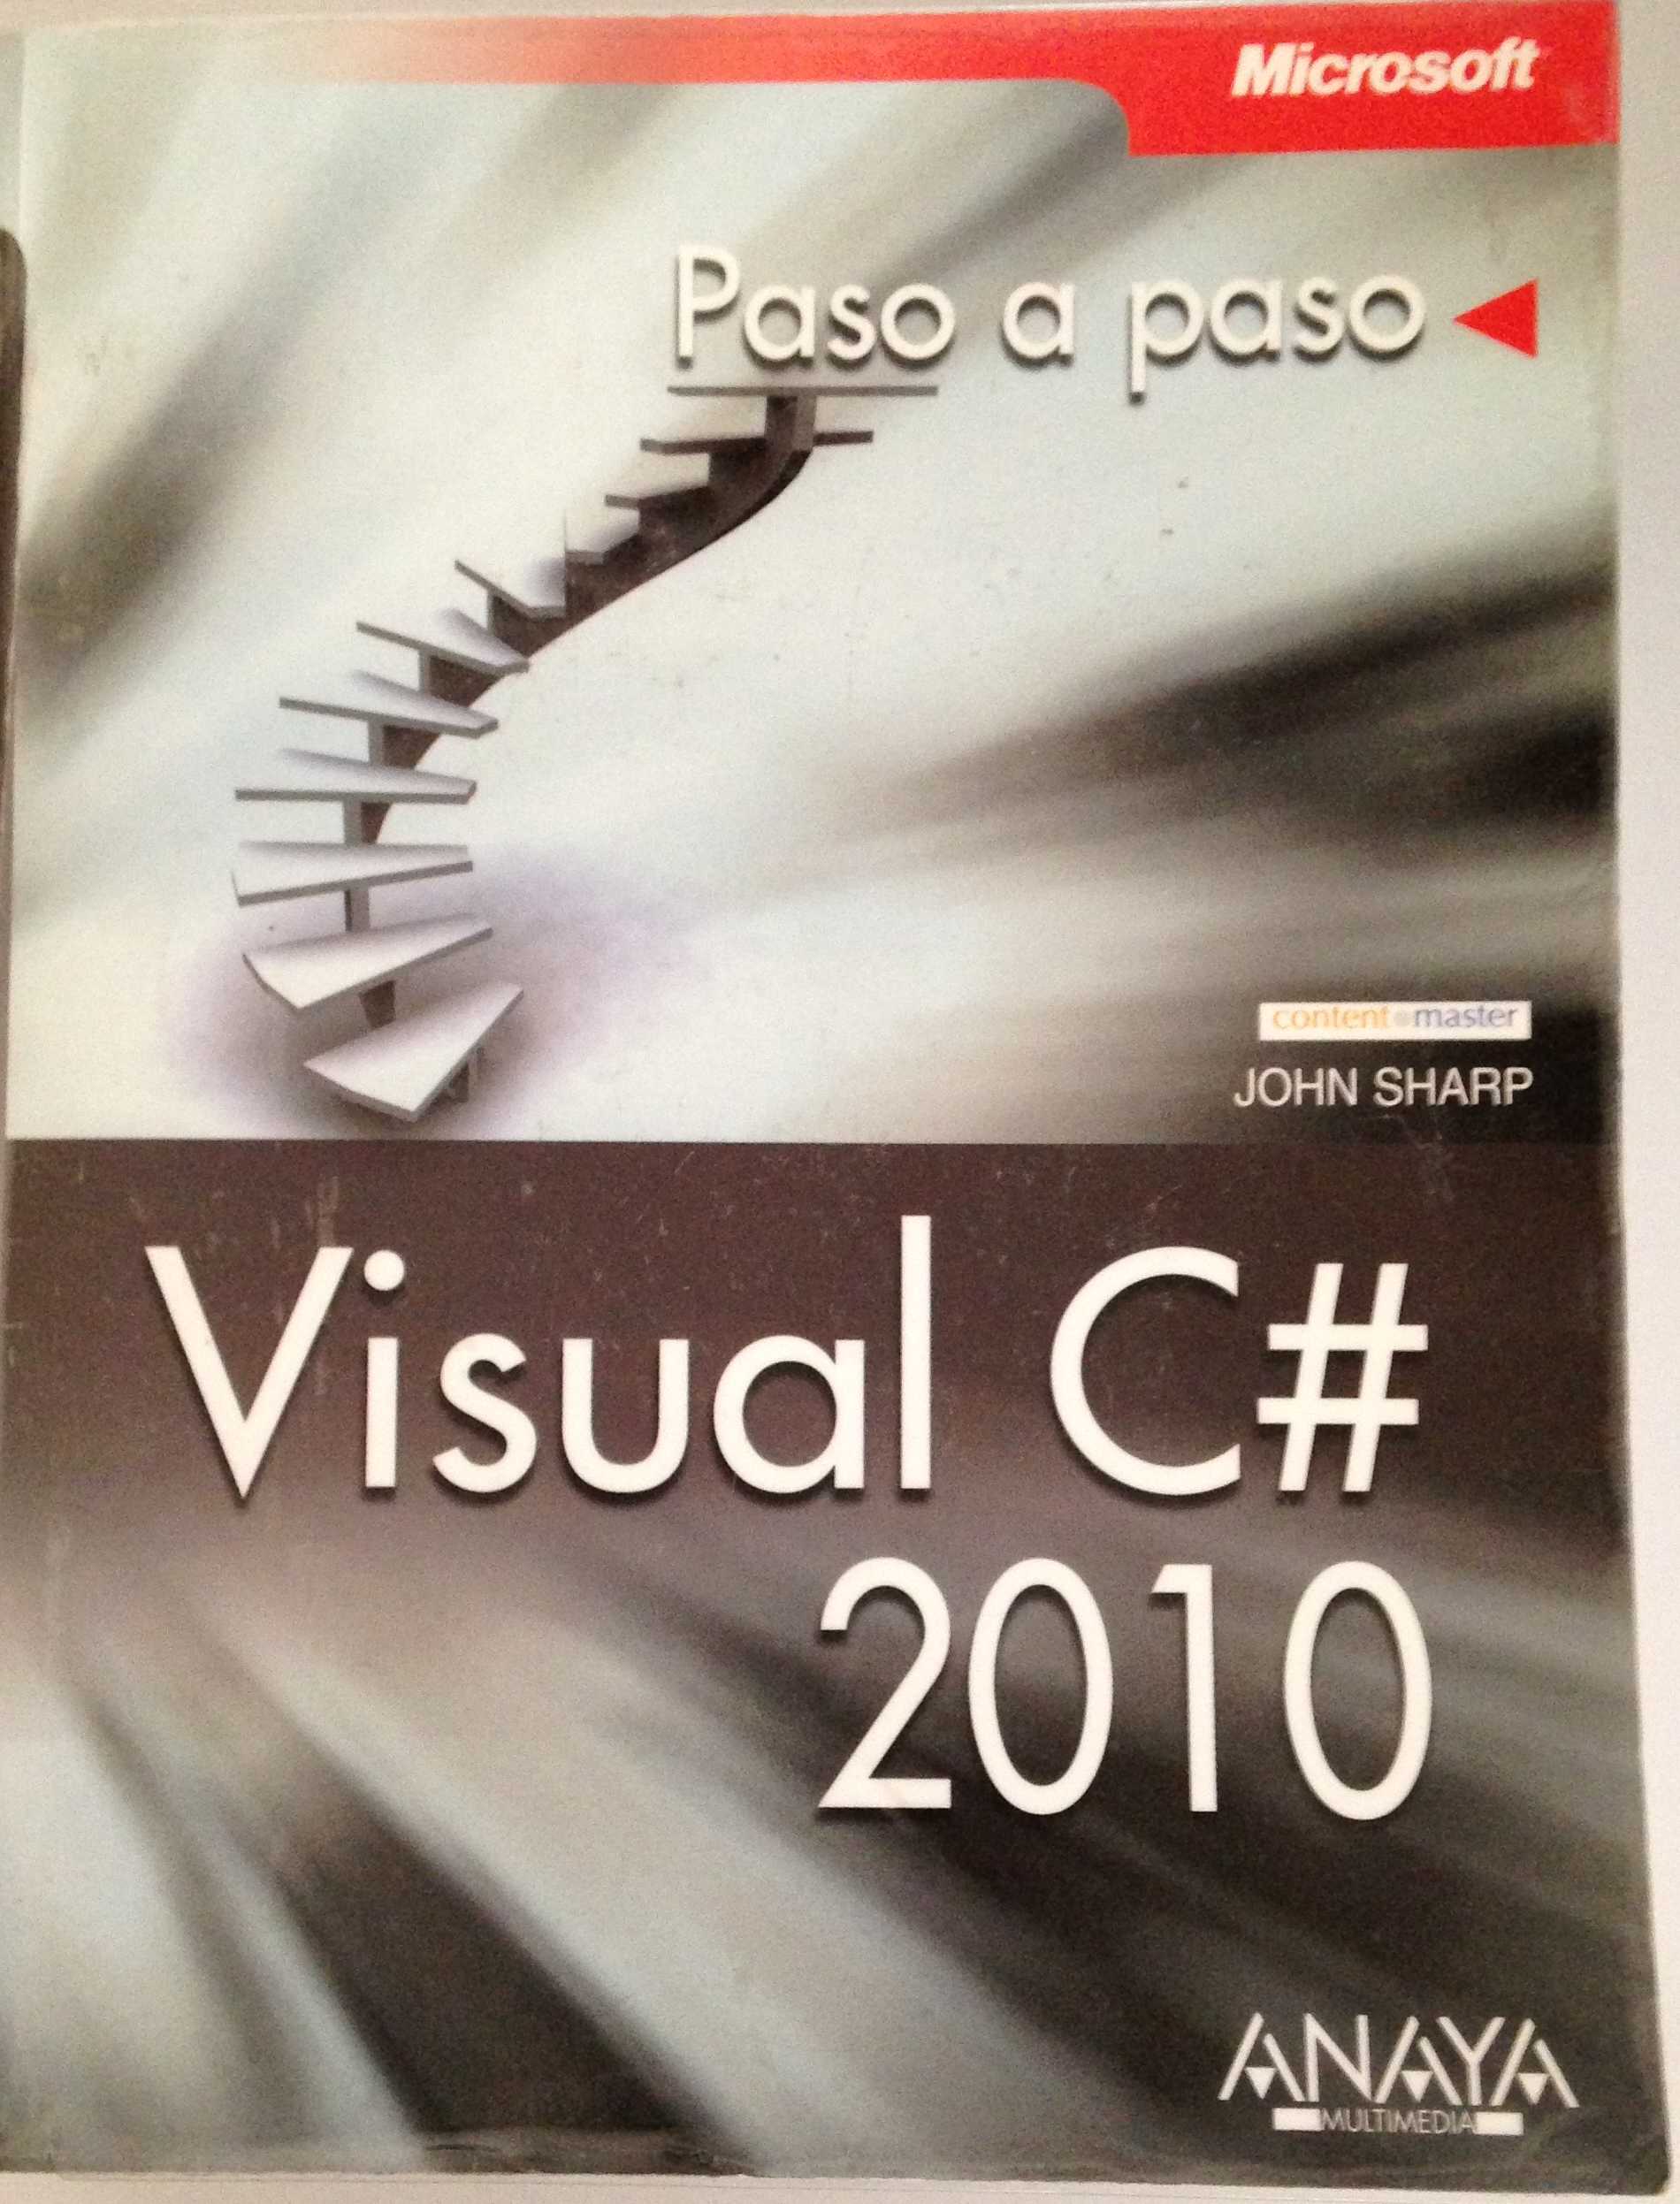 Microsoft
Paso a paso
content master
JOHN SHARP
Visual C#
2010
ANAYA
MULTIMEDIA